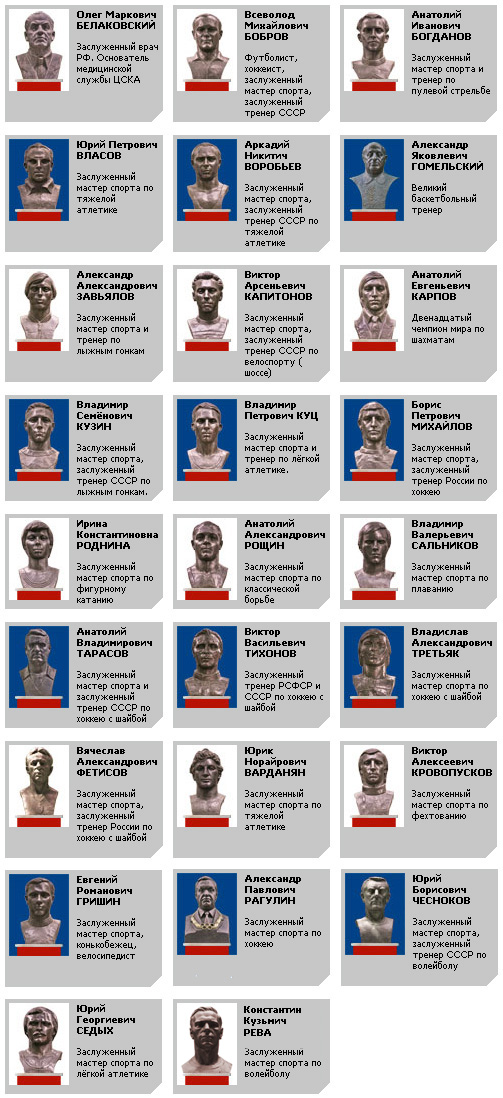 Олег Маркович
БЕЛАКОВСКИЙ
Заслуженный врач
РФ. Основатель
медицинской
службы ЦСКА
Всеволод
Михайлович
БОБРОВ
Футболист,
хоккеист,
заслуженный
мастер спорта,
заслуженный
тренер СССР
Анатолий
Иванович
БОГДАНОВ
Заслуженный
мастер спорта и
тренер по
пулевой стрельбе
Юрий Петрович
ВЛАСОВ
Заслуженный
мастер спорта по
тяжелой
атлетике
Аркадий
Никитич
ВОРОБЬЕВ
Заслуженный
мастер спорта,
заслуженный
тренер СССР по
тяжелой
атлетике
Александр
Яковлевич
ГОМЕЛЬСКИЙ
Великий
баскетбольный
тренер
Александр
Александрович
ЗАВЬЯЛОВ
Заслуженный
мастер спорта и
тренер по
лыжным гонкам
Виктор
Арсеньевич
КАПИТОНОВ
Заслуженный
мастер спорта,
заслуженный
тренер СССР по
велоспорту (
шоссе)
Анатолий
Евгеньевич
КАРПОВ
Двенадцатый
чемпион мира по
шахматам
Владимир
Семёнович
КУЗИН
Заслуженный
мастер спорта,
заслуженный
тренер СССР по
лыжным гонкам.
Владимир
Петрович КУЦ
Заслуженный
мастер спорта и
тренер по лёгкой
атлетике.
Борис
Петрович
МИХАЙЛОВ
Заслуженный
мастер спорта,
заслуженный
тренер России по
хоккею
Ирина
Константиновна
РОДНИНА
Заслуженный
мастер спорта по
фигурному
катанию
Анатолий
Александрович
РОЩИН
Заслуженный
мастер спорта по
классической
борьбе
Владимир
Валерьевич
САЛЬНИКОВ
Заслуженный
мастер спорта по
плаванию
Анатолий
Владимирович
ТАРАСОВ
Заслуженный
мастер спорта и
заслуженный
тренер СССР по
хоккею с шайбой
Виктор
Васильевич
ТИХОНОВ
Заслуженный
тренер РСФСР и
СССР по хоккею с
шайбой
Владислав
Александрович
ТРЕТЬЯК
Заслуженный
мастер спорта по
хоккею с шайбой
Вячеслав
Александрович
ФЕТИСОВ
Заслуженный
мастер спорта,
заслуженный
тренер России по
хоккею с шайбой
Юрик
Норайрович
ВАРДАНЯН
Заслуженный
мастер спорта по
тяжелой
атлетике
Виктор
Алексеевич
КРОВОПУСКОВ
Заслуженный
мастер спорта по
фехтованию
Евгений
Романович
ГРИШИН
Заслуженный
мастер спорта,
конькобежец,
велосипедист
Александр
Павлович
РАГУЛИН
Заслуженный
мастер спорта по
хоккею
Юрий
Борисович
ЧЕСНОКОВ
Заслуженный
мастер спорта,
заслуженный
тренер СССР по
волейболу
Юрий
Георгиевич
СЕДЫХ
Заслуженный
мастер спорта по
лёгкой атлетике
Константин
Кузьмич
РЕВА
Заслуженный
мастер спорта по
волейболу